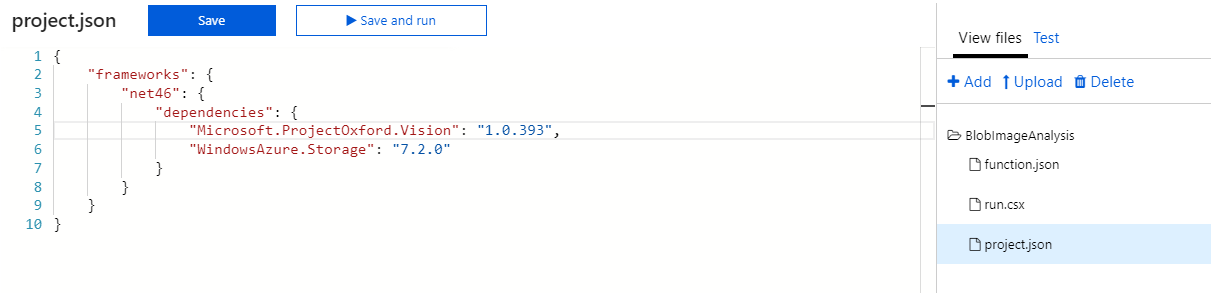 project.json Save Save and run
1 {
2 "frameworks": {
3 "net46": {
4 "dependencies": {
5 "Microsoft.ProjectOxford.Vision": "1.0.393",
6 "WindowsAzure.Storage": "7.2.0"
7 }
8 }
9 }
10 }
View files Test
Add Upload Delete
BlobImageAnalysis
function.json
run.csx
project.json